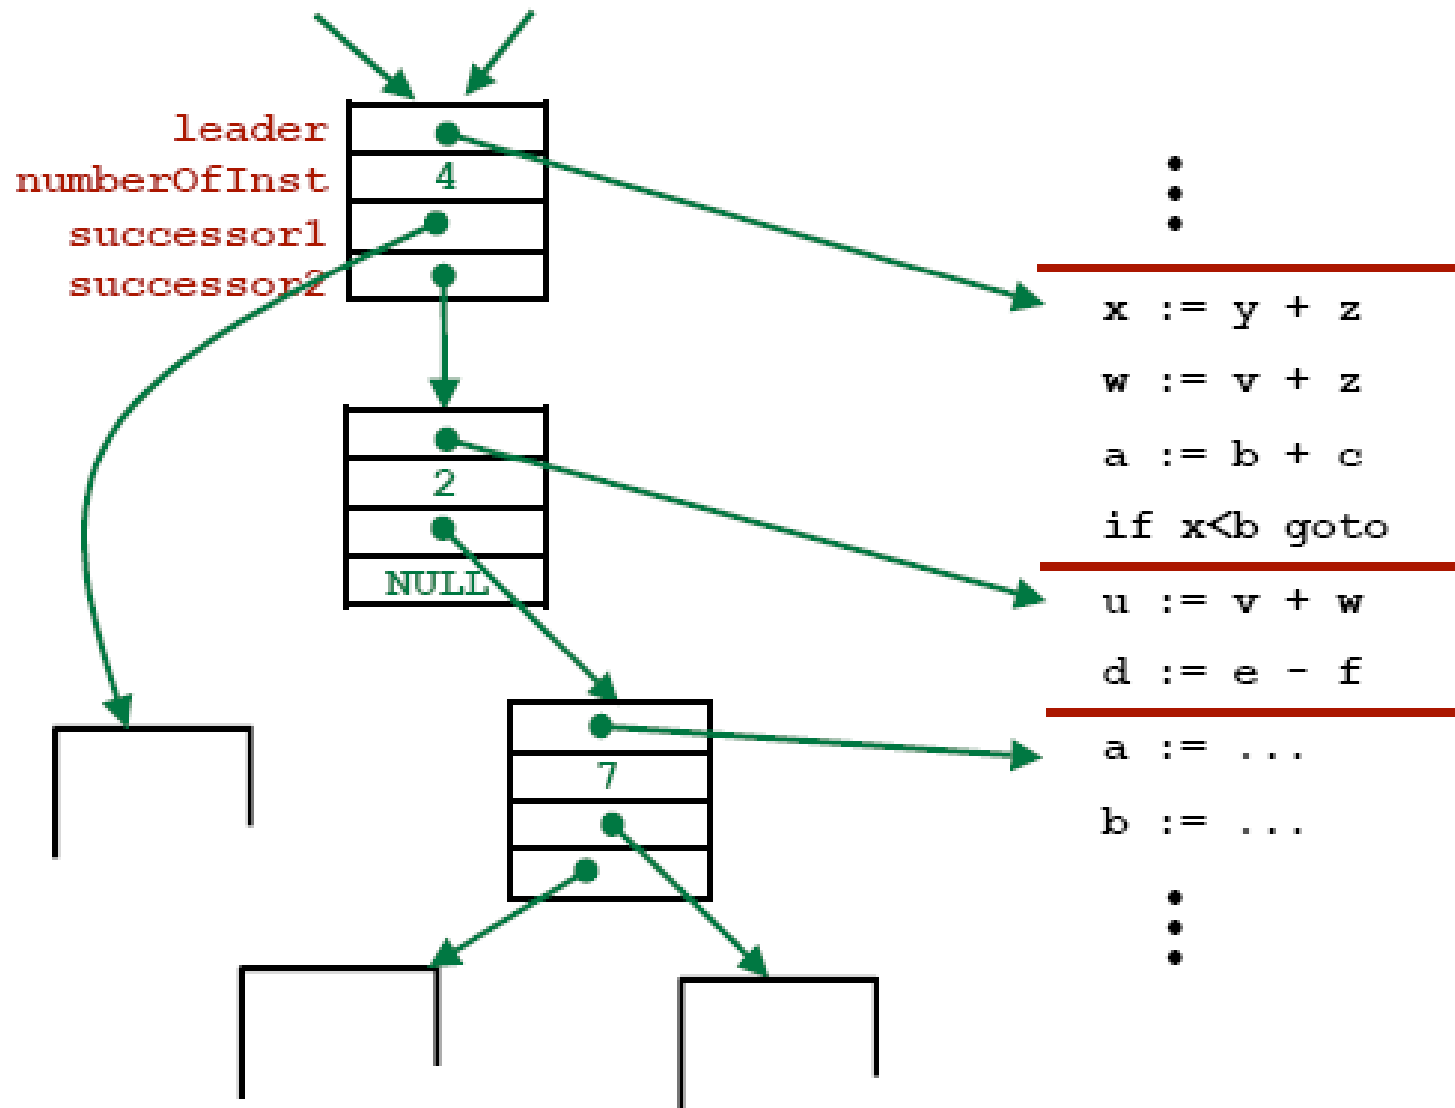 leader
numberOfInst
4
successor1
successor2
2
NULL
7
x := y + z
w := v + z
a := b + c
if x<b goto
u := v + w
d := e - f
a := ...
b := ...